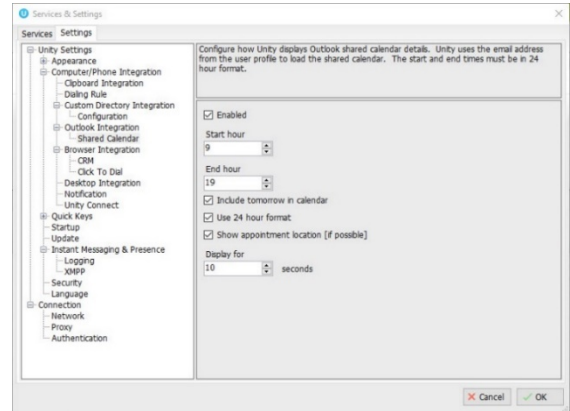 Services & Settings
Services Settings
Unity Settings
Appearance
Computer/Phone Integration
Clipboard Integration
Dialing Rule
Custom Directory Integration
Configuration
Outlook Integration
Shared Calendar
Browser Integration
CRM
Click To Dial
Desktop Integration
Notification
Unity Connect
Quick Keys
Startup
Update
Instant Messaging & Presence
Logging
XMPP
Security
Language
Connection
Network
Proxy
Authentication
Configure how Unity displays Outlook shared calendar details. Unity uses the email address
from the user profile to load the shared calendar. The start and end times must be in 24
hour format.
Enabled
Start hour
9
End hour
19
Include tomorrow in calendar
Use 24 hour format
Show appointment location [if possible]
Display for
10 seconds
Cancel OK